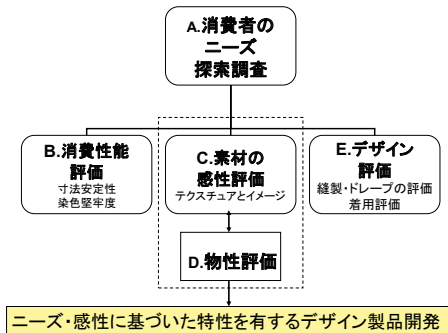 A.消費者の
ニーズ
探索調査
B.消費性能
評価
寸法安定性
染色堅牢度
C.素材の
感性評価
テクスチュアとイメージ
E.デザイン
評価
縫製・ドレープの評価
着用評価
D.物性評価
ニーズ・感性に基づいた特性を有するデザイン製品開発